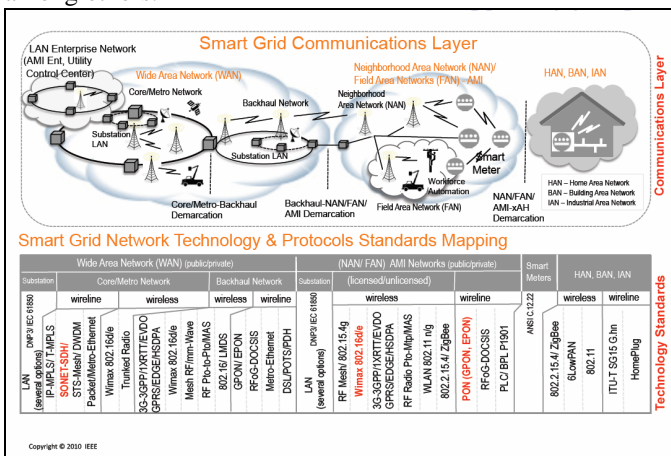 Smart Grid Communications Layer
LAN Enterprise Network
(AMI Ent, Utility
Control Center)
Wide Area Network (WAN)
Core/Metro Network
Backhaul Network
Substation
LAN
Substation LAN
Core/Metro-Backhaul
Demarcation
Backhaul-NAN/FAN/
AMI Demarcation
Neighborhood Area Network (NAN)/
Field Area Networks (FAN) - AMI
Neighborhood
Area Network (NAN)
Smart
Meter
Workforce
Automation
Field Area Network (FAN)
NAN/FAN/
AMI-xAH
Demarcation
HAN, BAN, IAN
HAN – Home Area Network
BAN – Building Area Network
IAN – Industrial Area Network
Communications Layer
Smart Grid Network Technology & Protocols Standards Mapping
Wide Area Network (WAN) (public/private)
(NAN/ FAN) AMI Networks (public/private)
Smart
Meters
HAN, BAN, IAN
Substation
Core/Metro Network
Backhaul Network
Substation
(licensed/unlicensed)
wireline
wireless
wireless
wireline
wireless
wireline
wireless
wireline
LAN DNP3/ IEC 61850
(several options)
IP-MPLS/ T-MPLS
SONET-SDH/
STS-Mesh/ DWDM
Packet/Metro-Ethernet
Wimax 802.16d/e
Trunked Radio
3G-3GPP/1XRTT/EVDO
GPRS/EDGE/HSDPA
Wimax 802.16d/e
Mesh RF/mm-Wave
RF Pto-to-Pto/MAS
802.16/ LMDS
GPON/ EPON
RFoG-DOCSIS
Metro-Ethernet
DSL/POTS/PDH
LAN DNP3/ IEC 61850
(several options)
RF Mesh/ 802.15.4g
Wimax 802.16d/e
3G-3GPP/1XRTT/EVDO
GPRS/EDGE/HSDPA
RF Radio Pto-Mltp/MAS
WLAN 802.11 n/g
802.2.15.4/ ZigBee
PON (GPON, EPON)
RFoG-DOCSIS
PLC/ BPL P1901
ANSI C.12.22
802.2.15.4/ ZigBee
6LowPAN
802.11
ITU-T SG15 G.hn
HomePlug
Technology Standards
Copyright © 2010 IEEE